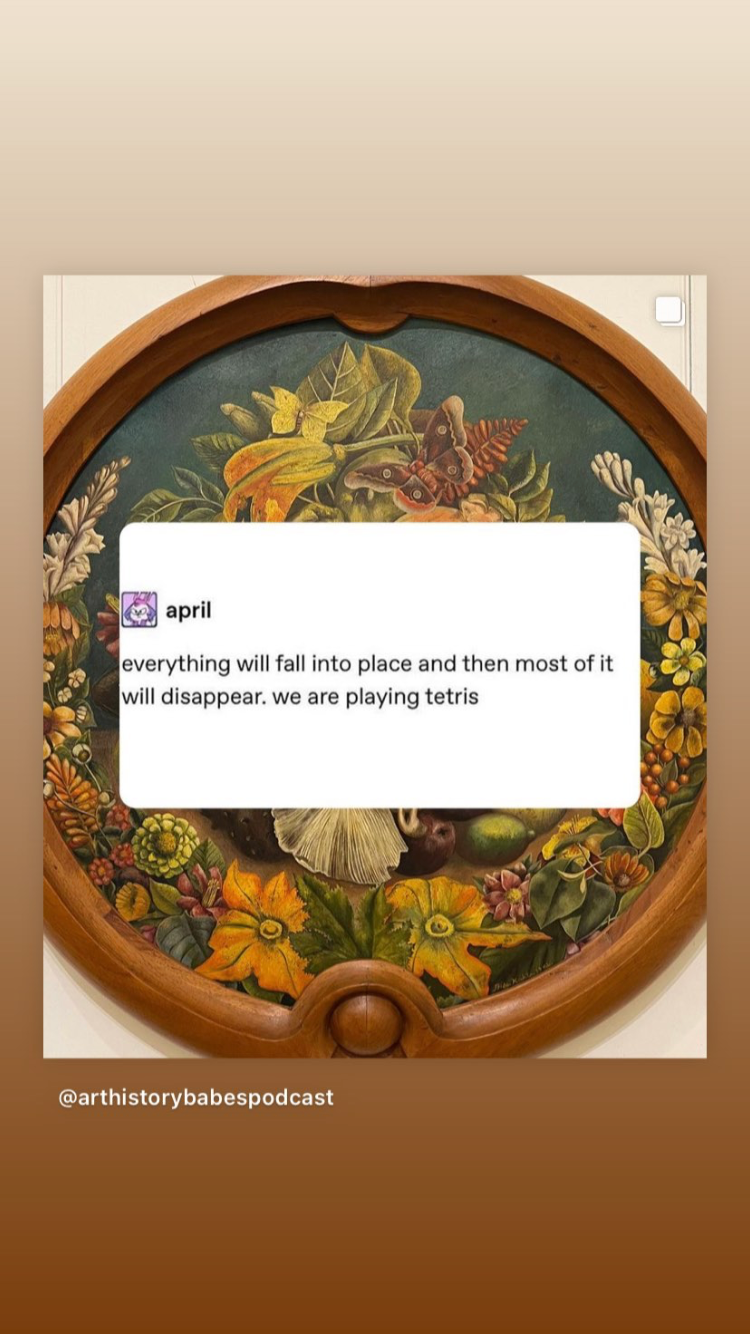 april
everything will fall into place and then most of it
will disappear. we are playing tetris
@arthistorybabespodcast